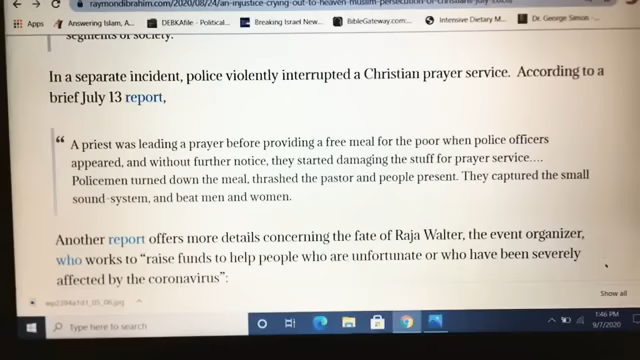 raymondibrahim.com/2020/08/24/an-injustice-crying-out-to-heaven-muslim-persecution-of-christians-july-2020/
Apps Answering Islam, A... DEBKAfile - Political... Breaking Israel New... BibleGateway.com:... Intensive Dietary M... Dr. George Simon -...
segments of society.
In a separate incident, police violently interrupted a Christian prayer service. According to a
brief July 13 report,
“ A priest was leading a prayer before providing a free meal for the poor when police officers
appeared, and without further notice, they started damaging the stuff for prayer service….
Policemen turned down the meal, thrashed the pastor and people present. They captured the small
sound-system, and beat men and women.
Another report offers more details concerning the fate of Raja Walter, the event organizer,
who works to “raise funds to help people who are unfortunate or who have been severely
affected by the coronavirus”:
Show all
Type here to search
1:46 PM
9/7/2020